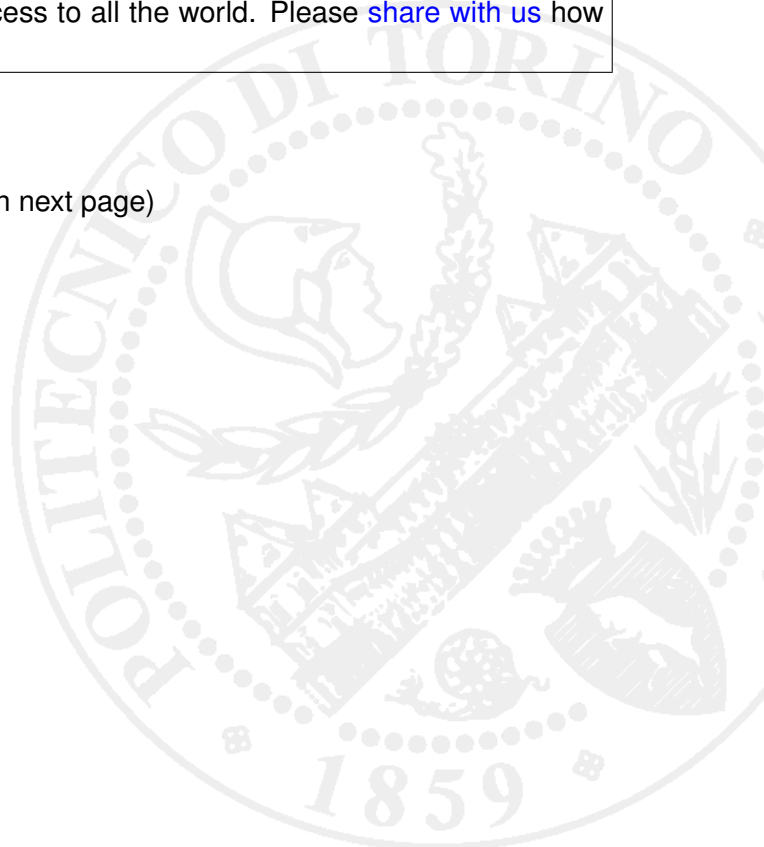 cess to all the world. Please share with us how
n next page)
POLITECNICO DI TORINO
1859